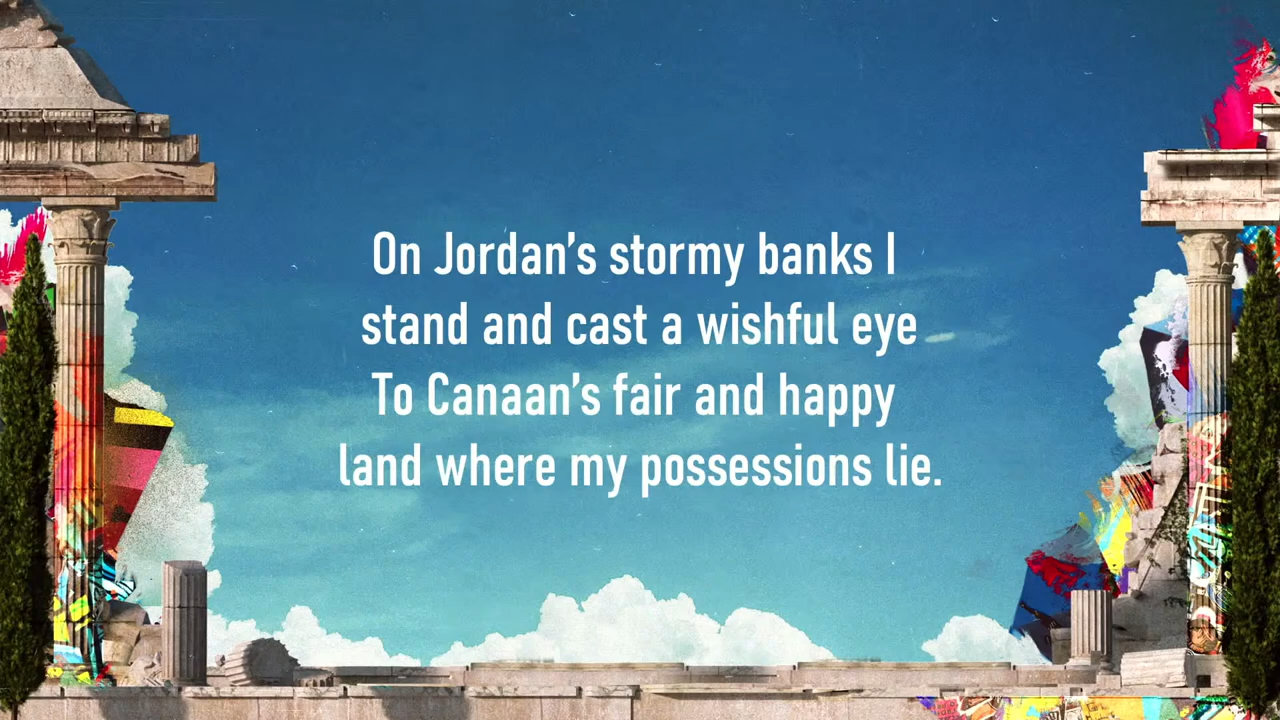 On Jordan’s stormy banks I
stand and cast a wishful eye
To Canaan’s fair and happy
land where my possessions lie.